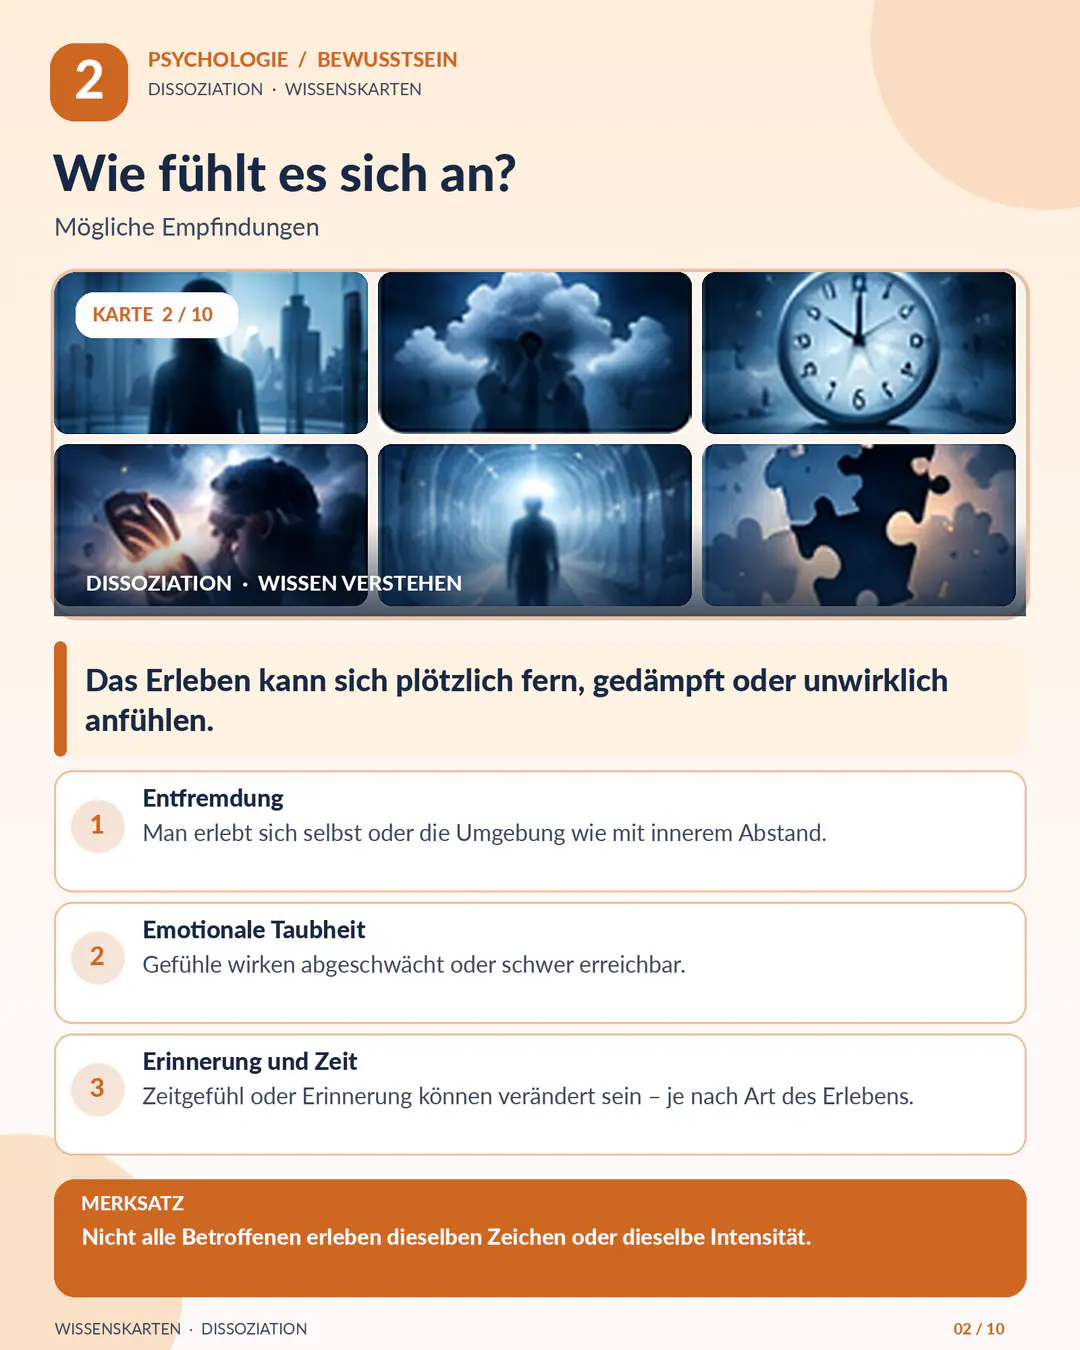 2
PSYCHOLOGIE / BEWUSSTSEIN
DISSOZIATION · WISSENSKARTEN
Wie fühlt es sich an?
Mögliche Empfindungen
KARTE 2 / 10
DISSOZIATION · WISSEN VERSTEHEN
Das Erleben kann sich plötzlich fern, gedämpft oder unwirklich
anfühlen.
1
Entfremdung
Man erlebt sich selbst oder die Umgebung wie mit innerem Abstand.
2
Emotionale Taubheit
Gefühle wirken abgeschwächt oder schwer erreichbar.
3
Erinnerung und Zeit
Zeitgefühl oder Erinnerung können verändert sein – je nach Art des Erlebens.
MERKSATZ
Nicht alle Betroffenen erleben dieselben Zeichen oder dieselbe Intensität.
WISSENSKARTEN · DISSOZIATION
02 / 10